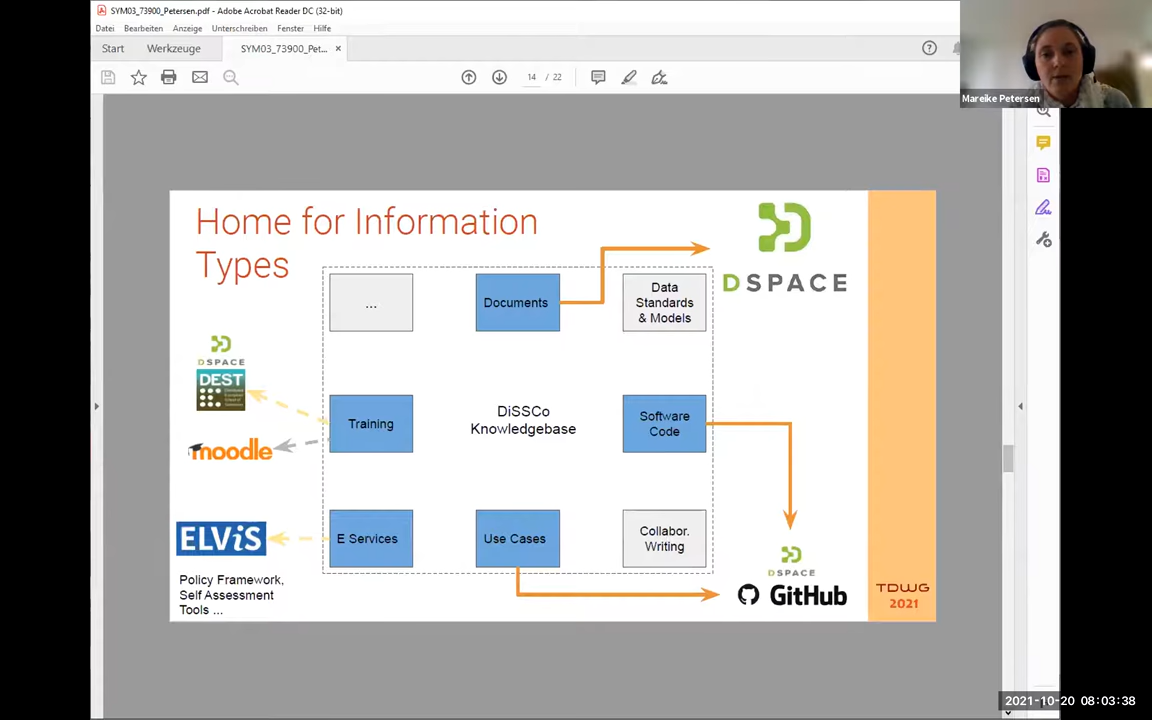 SYM03_73900_Petersen.pdf - Adobe Acrobat Reader DC (32-bit)
Datei Bearbeiten Anzeige Unterschreiben Fenster Hilfe
Start Werkzeuge SYM03_73900_Pet... ×
14 / 22
Mareike Petersen
Home for Information
Types
DSPACE
...
Documents
Data
Standards
& Models
DSPACE
DEST
moodle
Training
DiSSCo
Knowledgebase
Software
Code
ELViS
E Services
Use Cases
Collabor.
Writing
Policy Framework,
Self Assessment
Tools ...
DSPACE
GitHub
TDWG
2021
2021-10-20 08:03:38